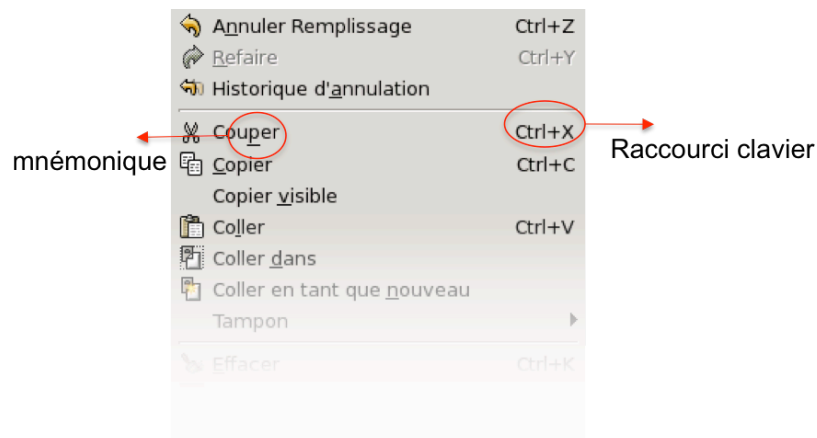 Annuler Remplissage Ctrl+Z
Refaire Ctrl+Y
Historique d'annulation
Couper Ctrl+X
mnémonique
Raccourci clavier
Copier Ctrl+C
Copier visible
Coller Ctrl+V
Coller dans
Coller en tant que nouveau
Tampon
Effacer Ctrl+K